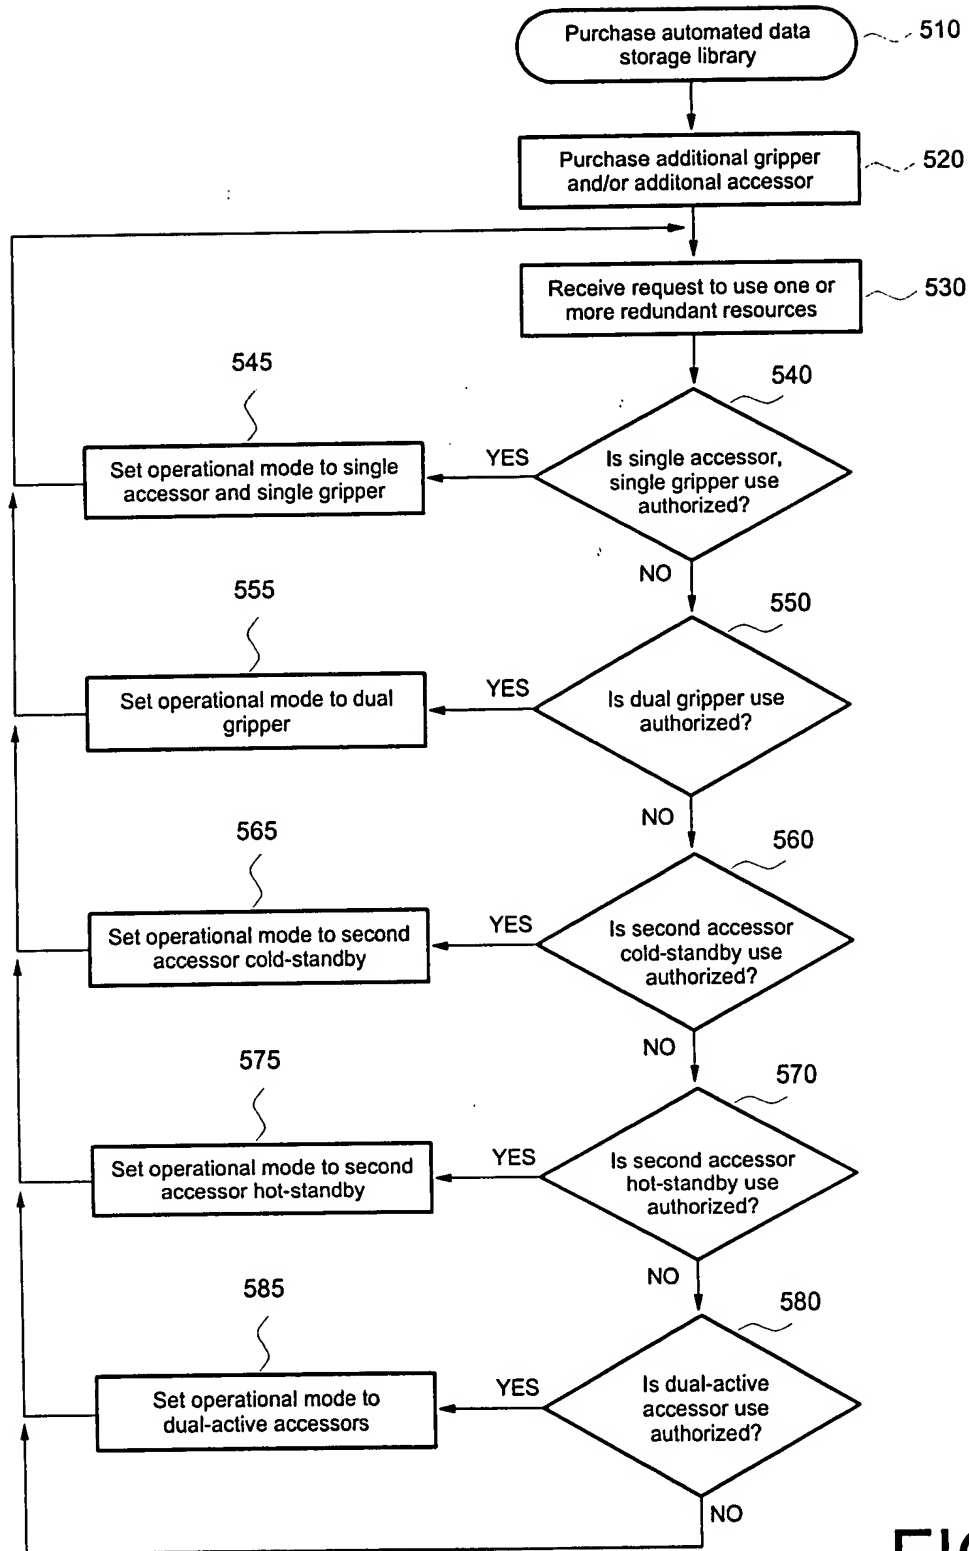 Purchase automated data
storage library
510
Purchase additional gripper
and/or additonal accessor
520
Receive request to use one or
more redundant resources
530
545
540
Set operational mode to single
accessor and single gripper
YES
Is single accessor,
single gripper use
authorized?
NO
555
550
Set operational mode to dual
gripper
YES
Is dual gripper use
authorized?
NO
565
560
Set operational mode to second
accessor cold-standby
YES
Is second accessor
cold-standby use
authorized?
NO
575
570
Set operational mode to second
accessor hot-standby
YES
Is second accessor
hot-standby use
authorized?
NO
585
580
Set operational mode to
dual-active accessors
YES
Is dual-active
accessor use
authorized?
NO